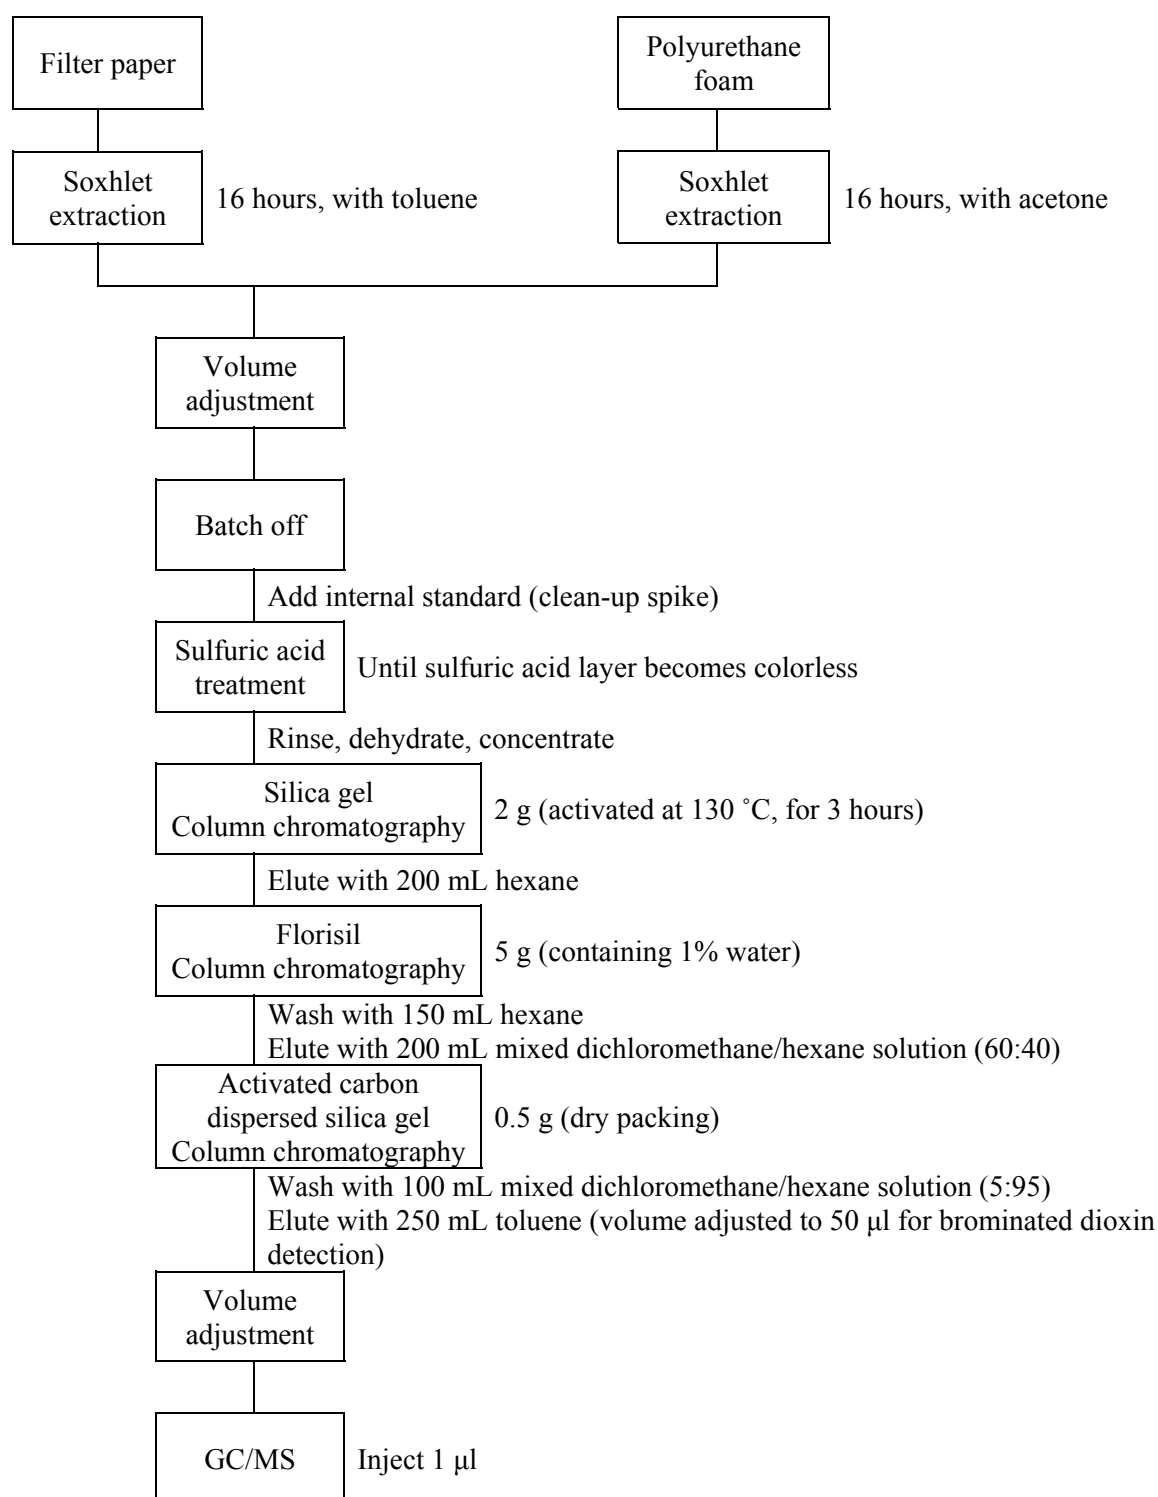 Filter paper
Polyurethane
foam
Soxhlet
extraction
16 hours, with toluene
Soxhlet
extraction
16 hours, with acetone
Volume
adjustment
Batch off
Add internal standard (clean-up spike)
Sulfuric acid
treatment
Until sulfuric acid layer becomes colorless
Rinse, dehydrate, concentrate
Silica gel
Column chromatography
2 g (activated at 130 ˚C, for 3 hours)
Elute with 200 mL hexane
Florisil
Column chromatography
5 g (containing 1% water)
Wash with 150 mL hexane
Elute with 200 mL mixed dichloromethane/hexane solution (60:40)
Activated carbon
dispersed silica gel
Column chromatography
0.5 g (dry packing)
Wash with 100 mL mixed dichloromethane/hexane solution (5:95)
Elute with 250 mL toluene (volume adjusted to 50 μl for brominated dioxin
detection)
Volume
adjustment
GC/MS
Inject 1 μl